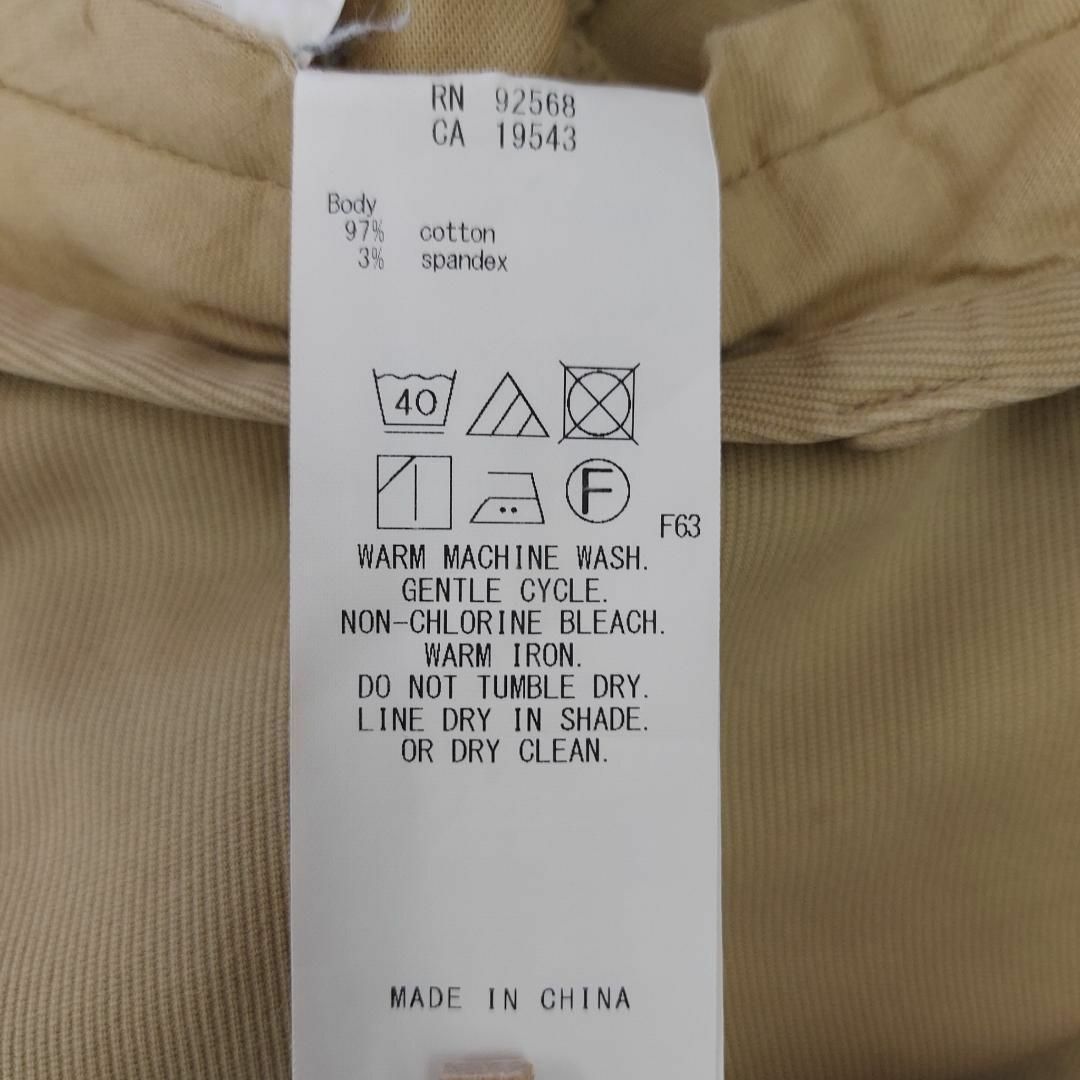 RN 92568
CA 19543
Body
97% cotton
3% spandex
40
F
F63
WARM MACHINE WASH.
GENTLE CYCLE.
NON-CHLORINE BLEACH.
WARM IRON.
DO NOT TUMBLE DRY.
LINE DRY IN SHADE.
OR DRY CLEAN.
MADE IN CHINA